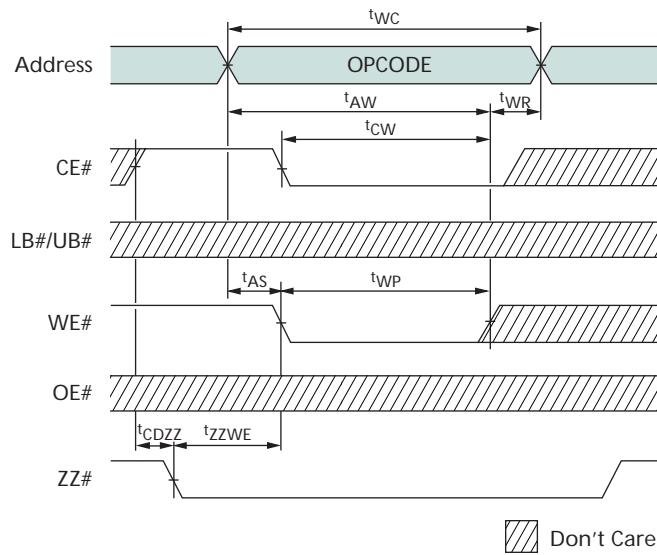 tWC
Address
OPCODE
tAW
tWR
tCW
CE#
LB#/UB#
tAS
tWP
WE#
OE#
tCDZZ
tZZWE
ZZ#
Don't Care